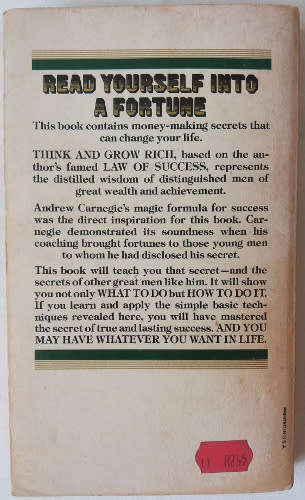 READ YOURSELF INTO
A FORTUNE
This book contains money-making secrets that
can change your life.
THINK AND GROW RICH, based on the au-
thor's famed LAW OF SUCCESS, represents
the distilled wisdom of distinguished men of
great wealth and achievement.
Andrew Carnegie's magic formula for success
was the direct inspiration for this book. Car-
negie demonstrated its soundness when his
coaching brought fortunes to those young men
to whom he had disclosed his secret.
This book will teach you that secret—and the
secrets of other great men like him. It will show
you not only WHAT TO DO but HOW TO DO IT.
If you learn and apply the simple basic tech-
niques revealed here, you will have mastered
the secret of true and lasting success. AND YOU
MAY HAVE WHATEVER YOU WANT IN LIFE.